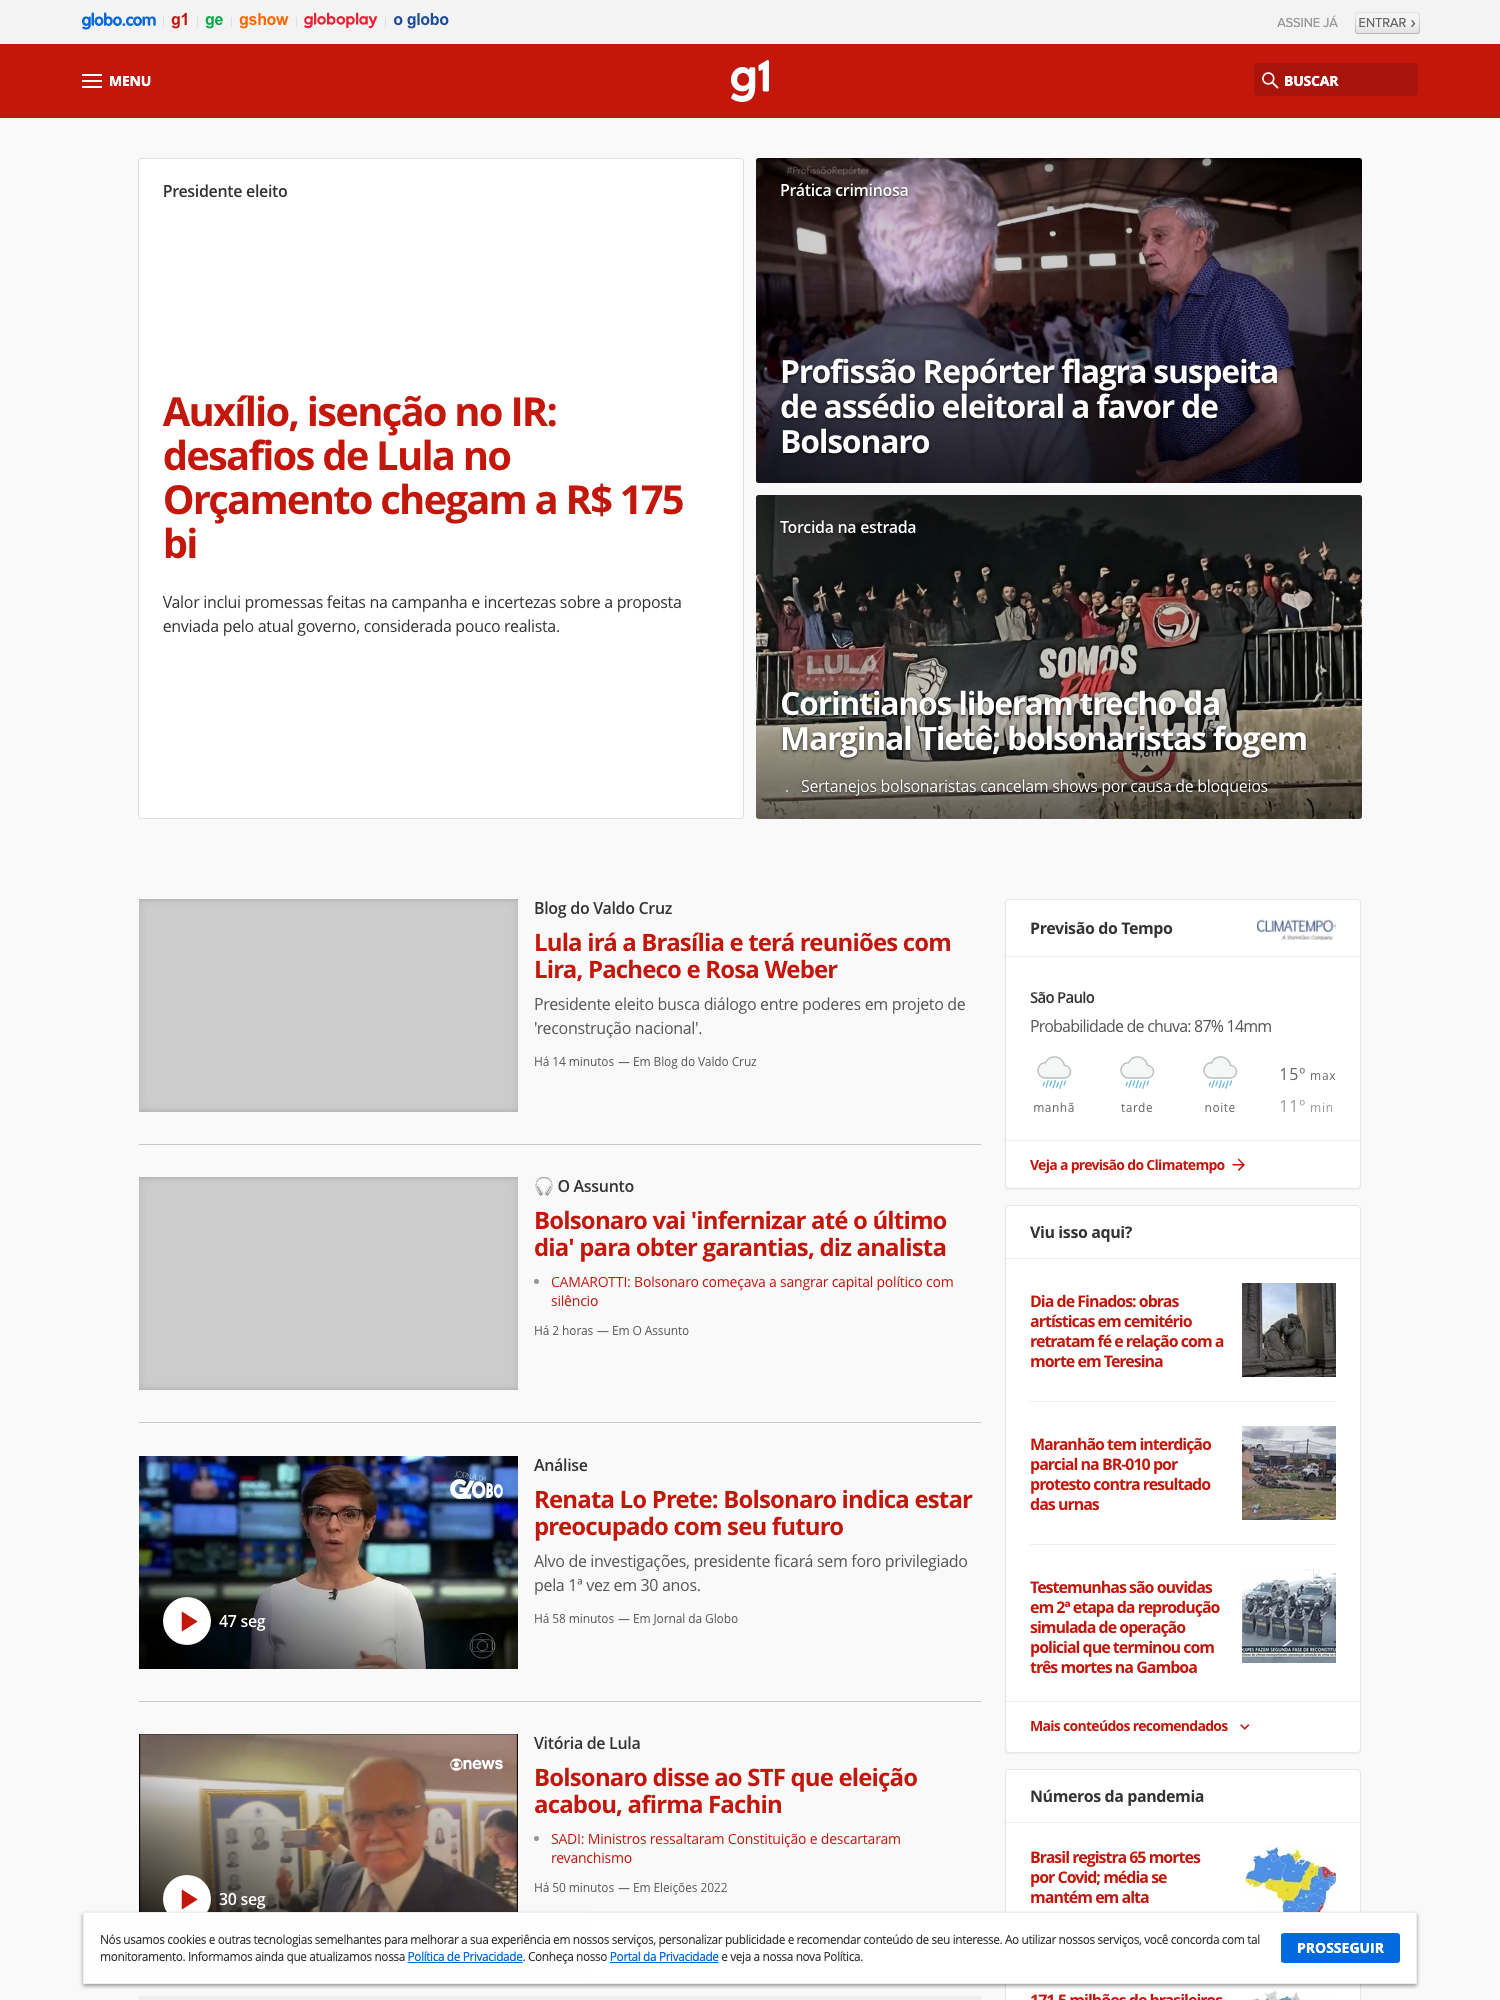 globo.com g1 ge gshow globoplay o globo
ASSINE JÁ ENTRAR ›
MENU
g1
BUSCAR
Presidente eleito
Auxílio, isenção no IR:
desafios de Lula no
Orçamento chegam a R$ 175
bi
Valor inclui promessas feitas na campanha e incertezas sobre a proposta
enviada pelo atual governo, considerada pouco realista.
#ProfissãoRepórter
Prática criminosa
Profissão Repórter flagra suspeita
de assédio eleitoral a favor de
Bolsonaro
Torcida na estrada
LULA
SOMOS
Pela
DEMOCRACIA
Corintianos liberam trecho da
Marginal Tietê; bolsonaristas fogem
. Sertanejos bolsonaristas cancelam shows por causa de bloqueios
Blog do Valdo Cruz
Lula irá a Brasília e terá reuniões com
Lira, Pacheco e Rosa Weber
Presidente eleito busca diálogo entre poderes em projeto de
'reconstrução nacional'.
Há 14 minutos — Em Blog do Valdo Cruz
🎧 O Assunto
Bolsonaro vai 'infernizar até o último
dia' para obter garantias, diz analista
CAMAROTTI: Bolsonaro começava a sangrar capital político com
silêncio
Há 2 horas — Em O Assunto
JORNAL DA
GLOBO
47 seg
Análise
Renata Lo Prete: Bolsonaro indica estar
preocupado com seu futuro
Alvo de investigações, presidente ficará sem foro privilegiado
pela 1ª vez em 30 anos.
Há 58 minutos — Em Jornal da Globo
news
30 seg
Vitória de Lula
Bolsonaro disse ao STF que eleição
acabou, afirma Fachin
SADI: Ministros ressaltaram Constituição e descartaram
revanchismo
Há 50 minutos — Em Eleições 2022
Previsão do Tempo
CLIMATEMPO
A StormGeo Company
São Paulo
Probabilidade de chuva: 87% 14mm
15º max
11º min
manhã tarde noite
Veja a previsão do Climatempo
Viu isso aqui?
Dia de Finados: obras
artísticas em cemitério
retratam fé e relação com a
morte em Teresina
Maranhão tem interdição
parcial na BR-010 por
protesto contra resultado
das urnas
Testemunhas são ouvidas
em 2ª etapa da reprodução
simulada de operação
policial que terminou com
três mortes na Gamboa
Mais conteúdos recomendados
Números da pandemia
Brasil registra 65 mortes
por Covid; média se
mantém em alta
Nós usamos cookies e outras tecnologias semelhantes para melhorar a sua experiência em nossos serviços, personalizar publicidade e recomendar conteúdo de seu interesse. Ao utilizar nossos serviços, você concorda com tal
monitoramento. Informamos ainda que atualizamos nossa Política de Privacidade. Conheça nosso Portal da Privacidade e veja a nossa nova Política.
PROSSEGUIR
171,5 milhões de brasileiros